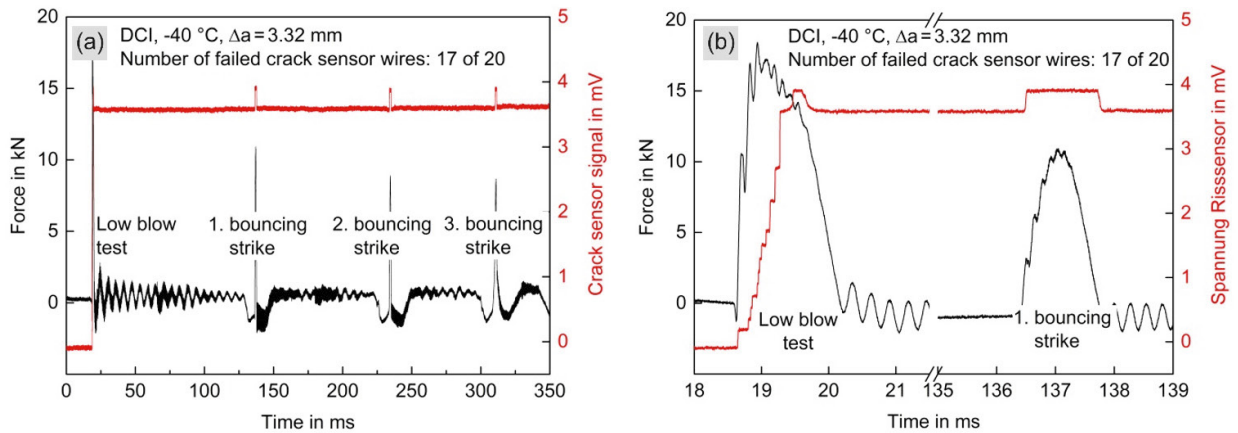 (a)
DCI, -40 °C, Δa = 3.32 mm
Number of failed crack sensor wires: 17 of 20
Force in kN
20
15
10
5
0
Crack sensor signal in mV
5
4
3
2
1
0
Low blow
test
1. bouncing
strike
2. bouncing
strike
3. bouncing
strike
0 50 100 150 200 250 300 350
Time in ms
(b)
DCI, -40 °C, Δa = 3.32 mm
Number of failed crack sensor wires: 17 of 20
Force in kN
20
15
10
5
0
Spannung Risssensor in mV
5
4
3
2
1
0
Low blow
test
1. bouncing
strike
18 19 20 21 135 136 137 138 139
Time in ms